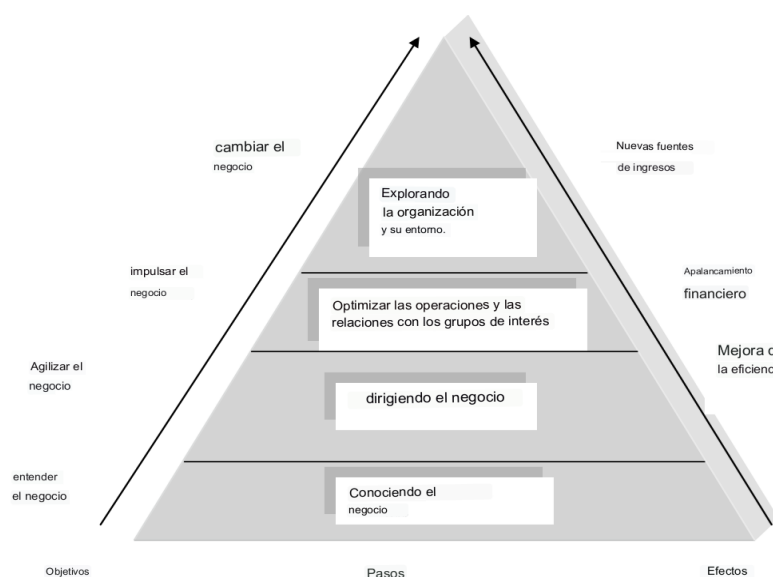 cambiar el
negocio
Nuevas fuentes
de ingresos
Explorando
la organización
y su entorno.
impulsar el
negocio
Apalancamiento
financiero
Optimizar las operaciones y las
relaciones con los grupos de interés
Mejora
Agilizar el
negocio
la
dirigiendo el negocio
entender
el negocio
Conociendo el
negocio
Objetivos
Pasos
Efectos